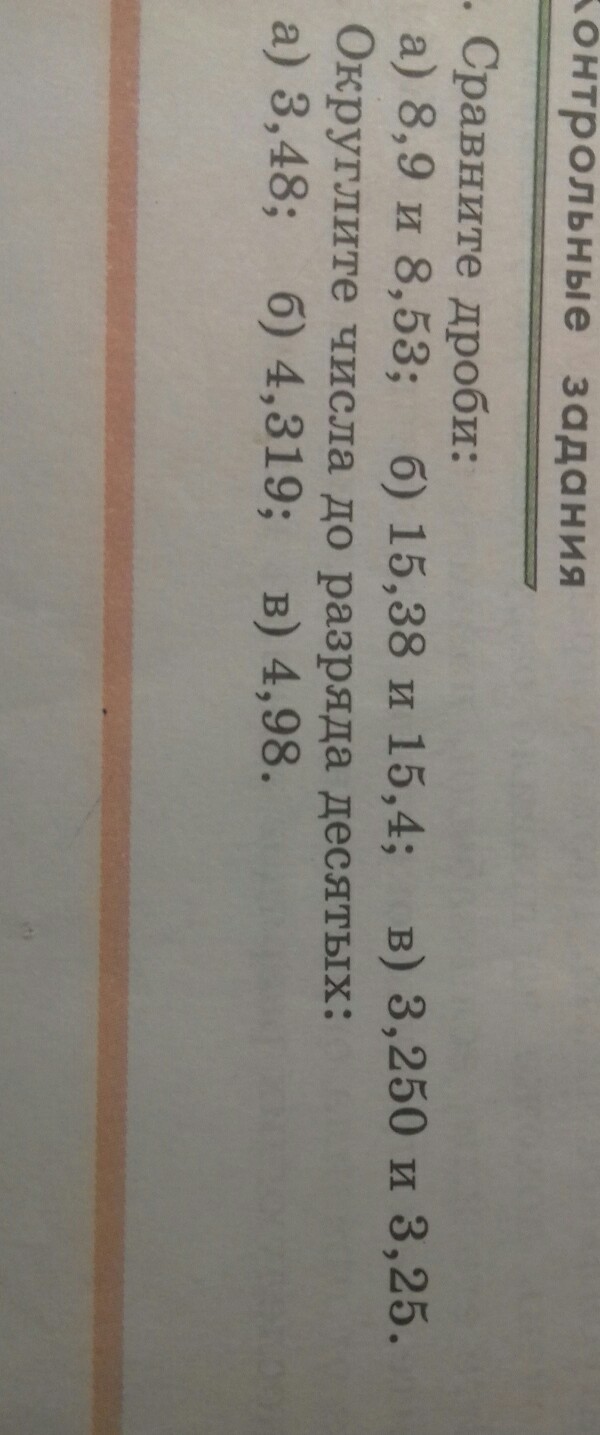 Контрольные задания
. Сравните дроби:
а) 8,9 и 8,53; б) 15,38 и 15,4; в) 3,250 и 3,25.
Округлите числа до разряда десятых:
а) 3,48; б) 4,319; в) 4,98.